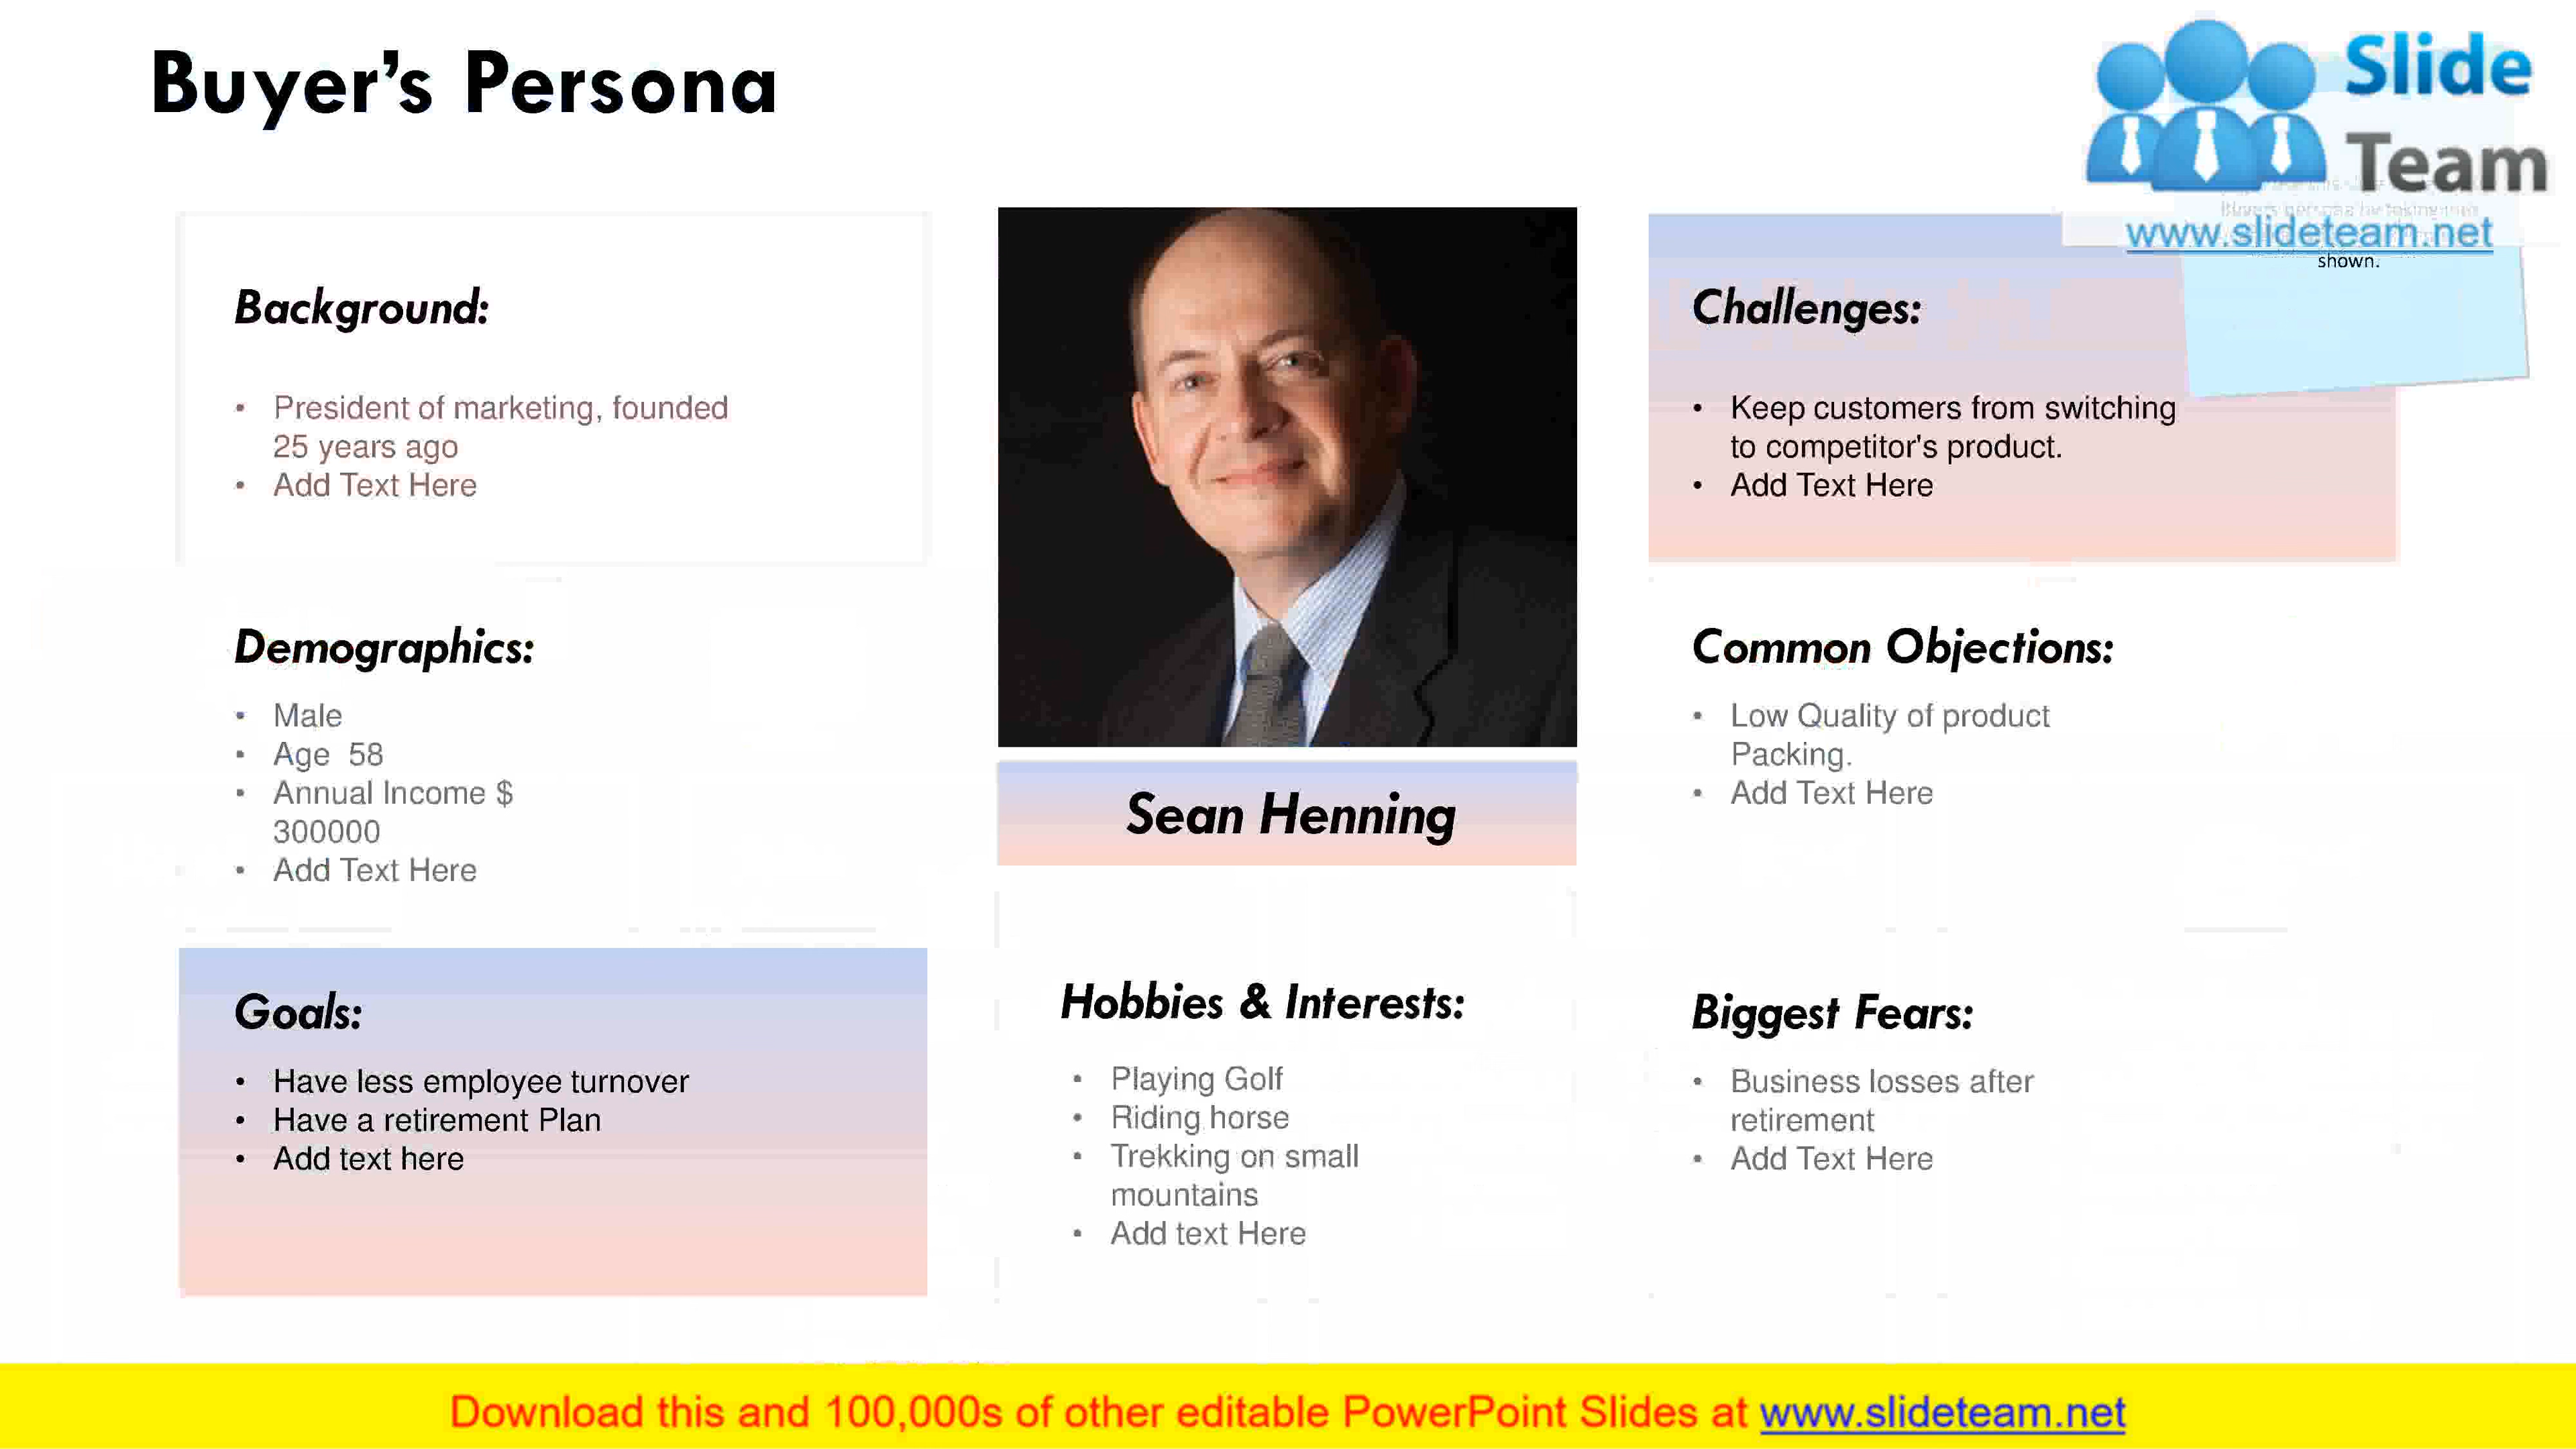 Buyer's Persona
Slide
Team
www.slideteam.net
shown.
Background:
• President of marketing, founded
25 years ago
• Add Text Here
Demographics:
• Male
• Age 58
• Annual Income $
300000
• Add Text Here
Goals:
• Have less employee turnover
• Have a retirement Plan
• Add text here
Sean Henning
Hobbies & Interests:
• Playing Golf
• Riding horse
• Trekking on small
mountains
• Add text Here
Challenges:
• Keep customers from switching
to competitor's product.
• Add Text Here
Common Objections:
• Low Quality of product
Packing.
• Add Text Here
Biggest Fears:
• Business losses after
retirement
• Add Text Here
Download this and 100,000s of other editable PowerPoint Slides at www.slideteam.net